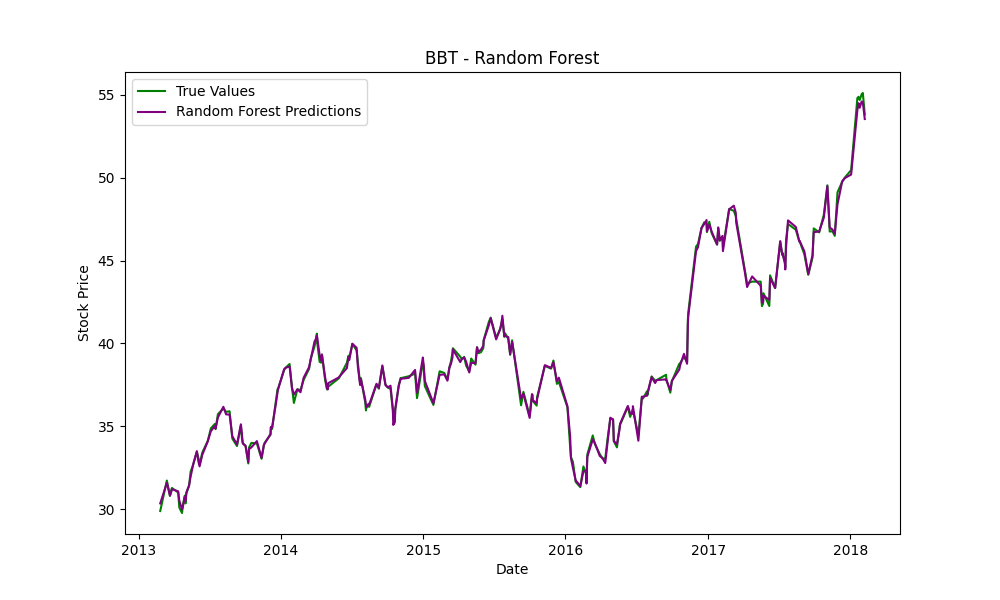 BBT - Random Forest
True Values
Random Forest Predictions
55
50
45
40
35
30
Stock Price
2013
2014
2015
2016
2017
2018
Date